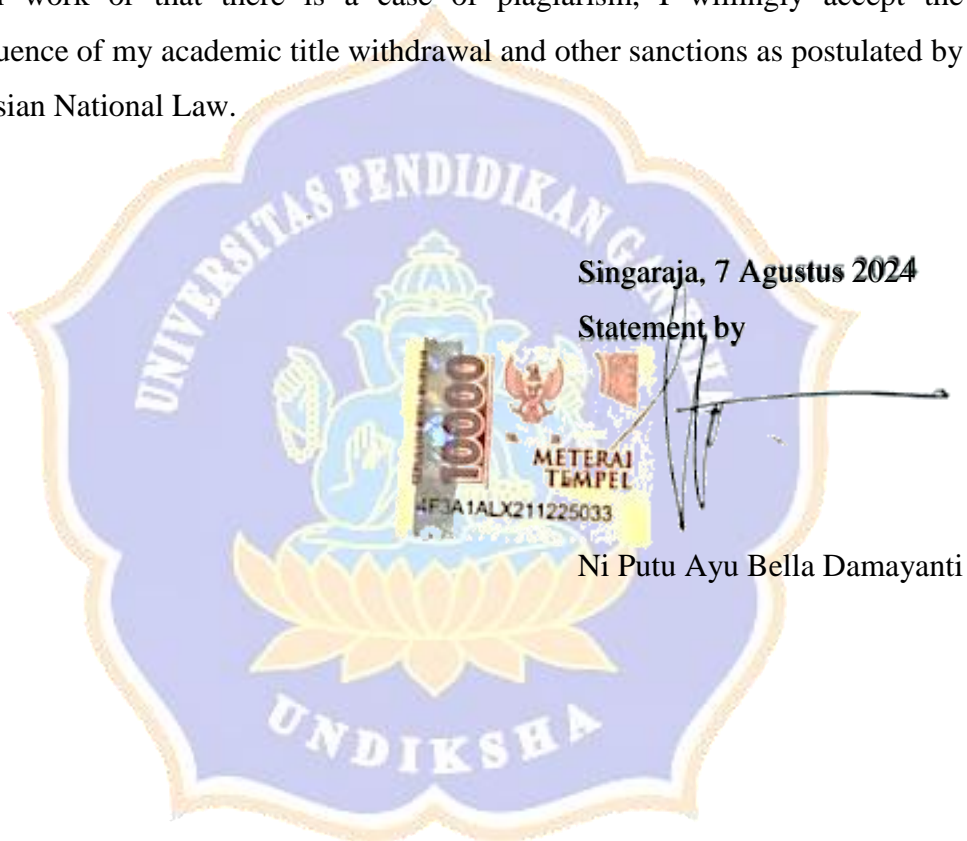 work or that there is a case of plagiarism, I willingly accept the
uence of my academic title withdrawal and other sanctions as postulated by
sian National Law.
UNIVERSITAS PENDIDIKAN GANESHA
Singaraja, 7 Agustus 2024
Statement by
10000
METERAI
TEMPEL
4F3A1ALX211225033
Ni Putu Ayu Bella Damayanti
UNDIKSHA